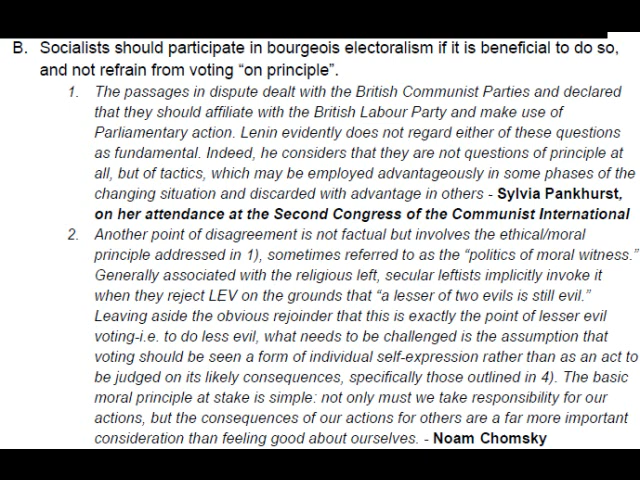 B. Socialists should participate in bourgeois electoralism if it is beneficial to do so,
and not refrain from voting “on principle”.
1. The passages in dispute dealt with the British Communist Parties and declared
that they should affiliate with the British Labour Party and make use of
Parliamentary action. Lenin evidently does not regard either of these questions
as fundamental. Indeed, he considers that they are not questions of principle at
all, but of tactics, which may be employed advantageously in some phases of the
changing situation and discarded with advantage in others - Sylvia Pankhurst,
on her attendance at the Second Congress of the Communist International
2. Another point of disagreement is not factual but involves the ethical/moral
principle addressed in 1), sometimes referred to as the “politics of moral witness.”
Generally associated with the religious left, secular leftists implicitly invoke it
when they reject LEV on the grounds that “a lesser of two evils is still evil.”
Leaving aside the obvious rejoinder that this is exactly the point of lesser evil
voting-i.e. to do less evil, what needs to be challenged is the assumption that
voting should be seen a form of individual self-expression rather than as an act to
be judged on its likely consequences, specifically those outlined in 4). The basic
moral principle at stake is simple: not only must we take responsibility for our
actions, but the consequences of our actions for others are a far more important
consideration than feeling good about ourselves. - Noam Chomsky